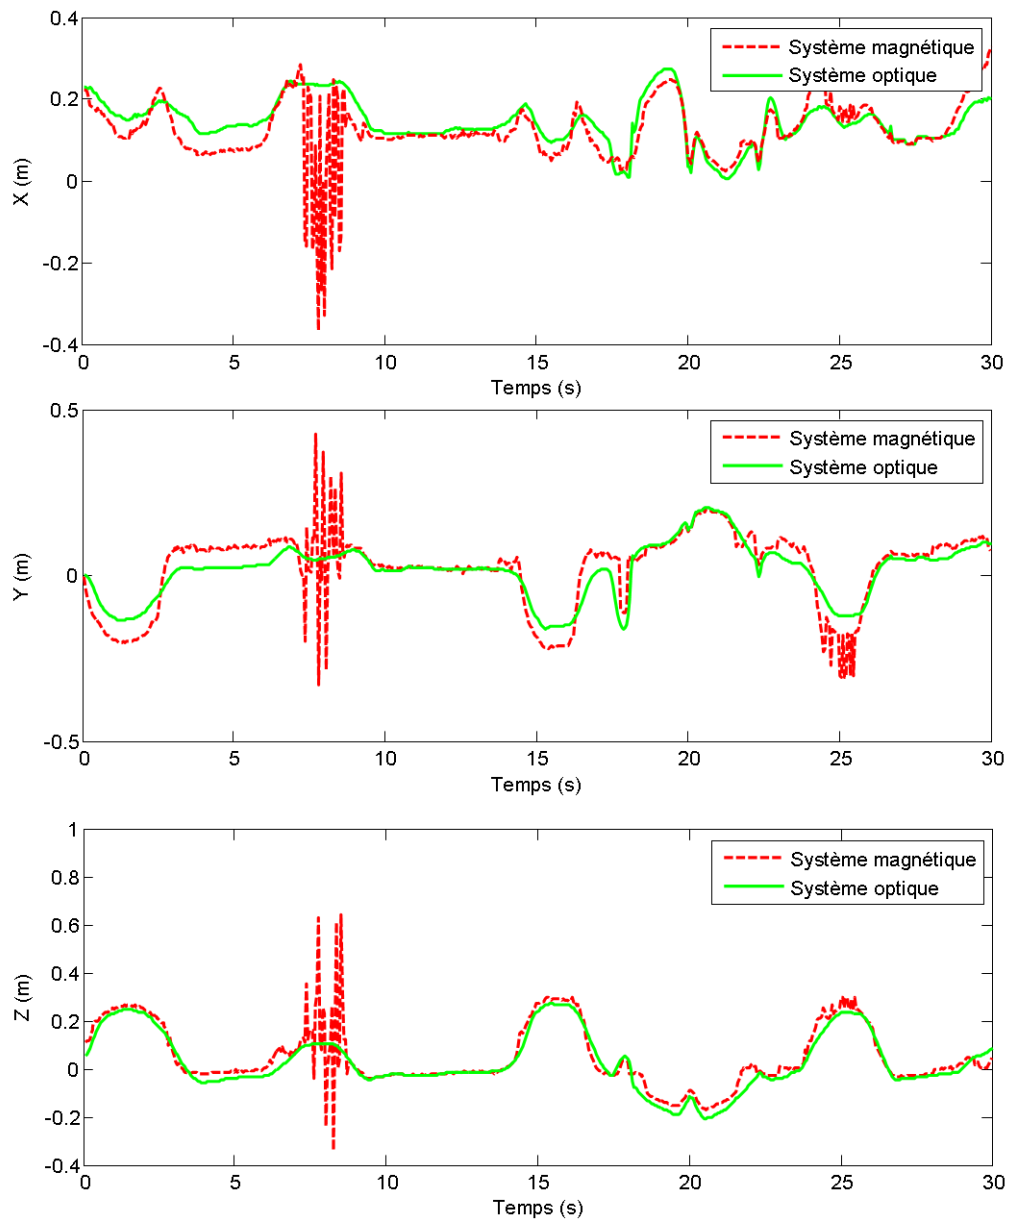 0.4
0.2
0
-0.2
-0.4
X (m)
Système magnétique
Système optique
0 5 10 15 20 25 30
Temps (s)
0.5
0
-0.5
Y (m)
Système magnétique
Système optique
0 5 10 15 20 25 30
Temps (s)
1
0.8
0.6
0.4
0.2
0
-0.2
-0.4
Z (m)
Système magnétique
Système optique
0 5 10 15 20 25 30
Temps (s)